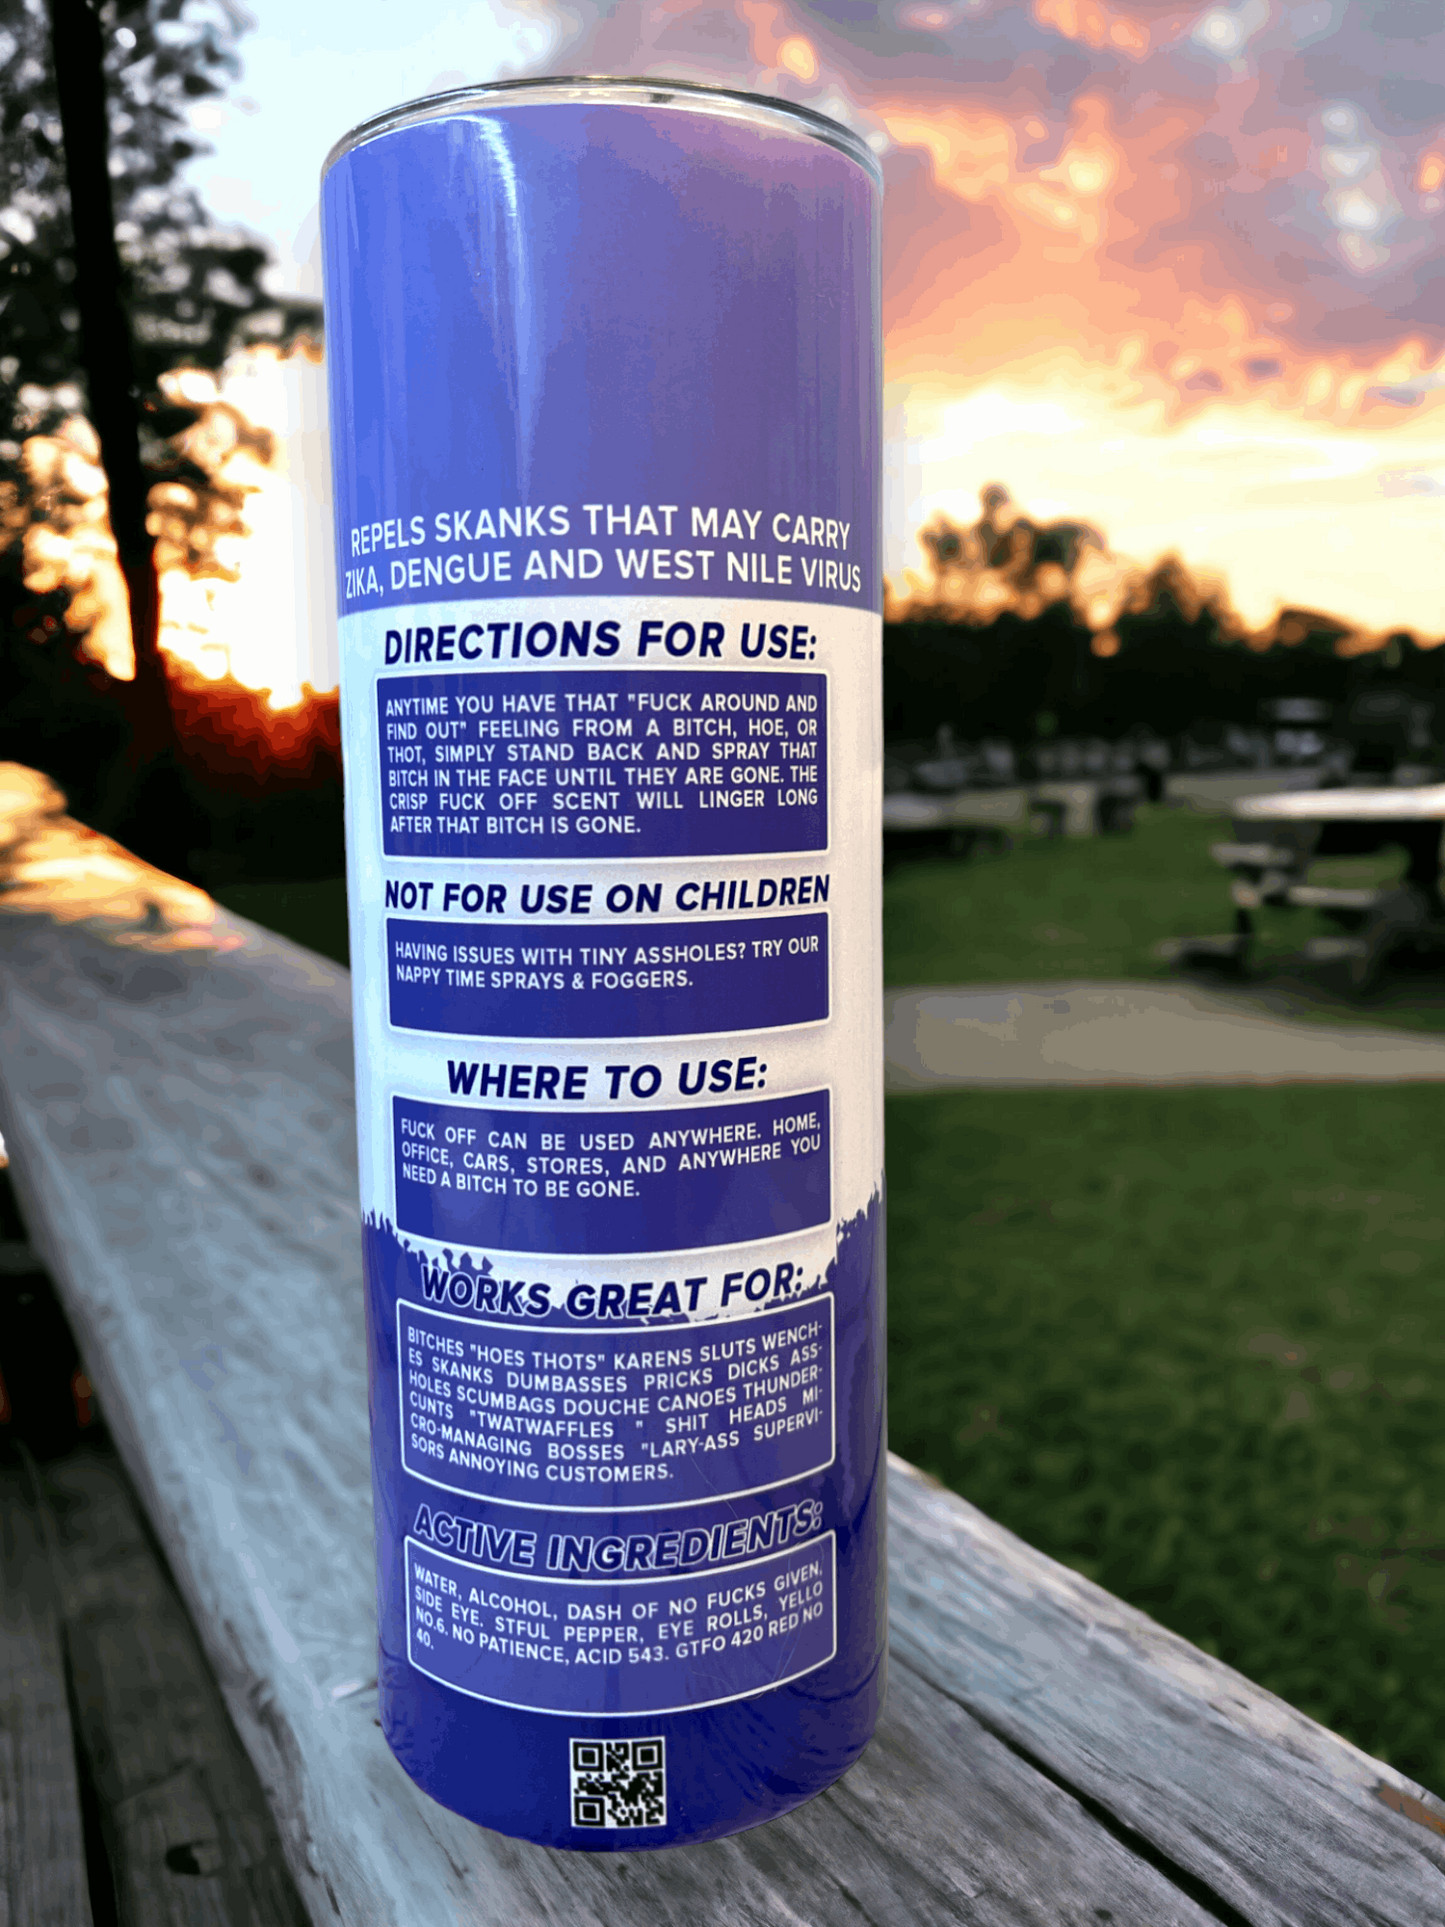 REPELS SKANKS THAT MAY CARRY
ZIKA, DENGUE AND WEST NILE VIRUS
DIRECTIONS FOR USE:
ANYTIME YOU HAVE THAT "FUCK AROUND AND
FIND OUT" FEELING FROM A BITCH, HOE, OR
THOT, SIMPLY STAND BACK AND SPRAY THAT
BITCH IN THE FACE UNTIL THEY ARE GONE. THE
CRISP FUCK OFF SCENT WILL LINGER LONG
AFTER THAT BITCH IS GONE.
NOT FOR USE ON CHILDREN
HAVING ISSUES WITH TINY ASSHOLES? TRY OUR
NAPPY TIME SPRAYS & FOGGERS.
WHERE TO USE:
FUCK OFF CAN BE USED ANYWHERE. HOME,
OFFICE, CARS, STORES, AND ANYWHERE YOU
NEED A BITCH TO BE GONE.
WORKS GREAT FOR:
BITCHES "HOES THOTS" KARENS SLUTS WENCH-
ES SKANKS DUMBASSES PRICKS DICKS ASS-
HOLES SCUMBAGS DOUCHE CANOES THUNDER-
CUNTS "TWATWAFFLES " SHIT HEADS MI-
CRO-MANAGING BOSSES "LARY-ASS SUPERVI-
SORS ANNOYING CUSTOMERS.
ACTIVE INGREDIENTS:
WATER, ALCOHOL, DASH OF NO FUCKS GIVEN,
SIDE EYE. STFUL PEPPER, EYE ROLLS, YELLO
NO.6. NO PATIENCE, ACID 543. GTFO 420 RED NO
40.